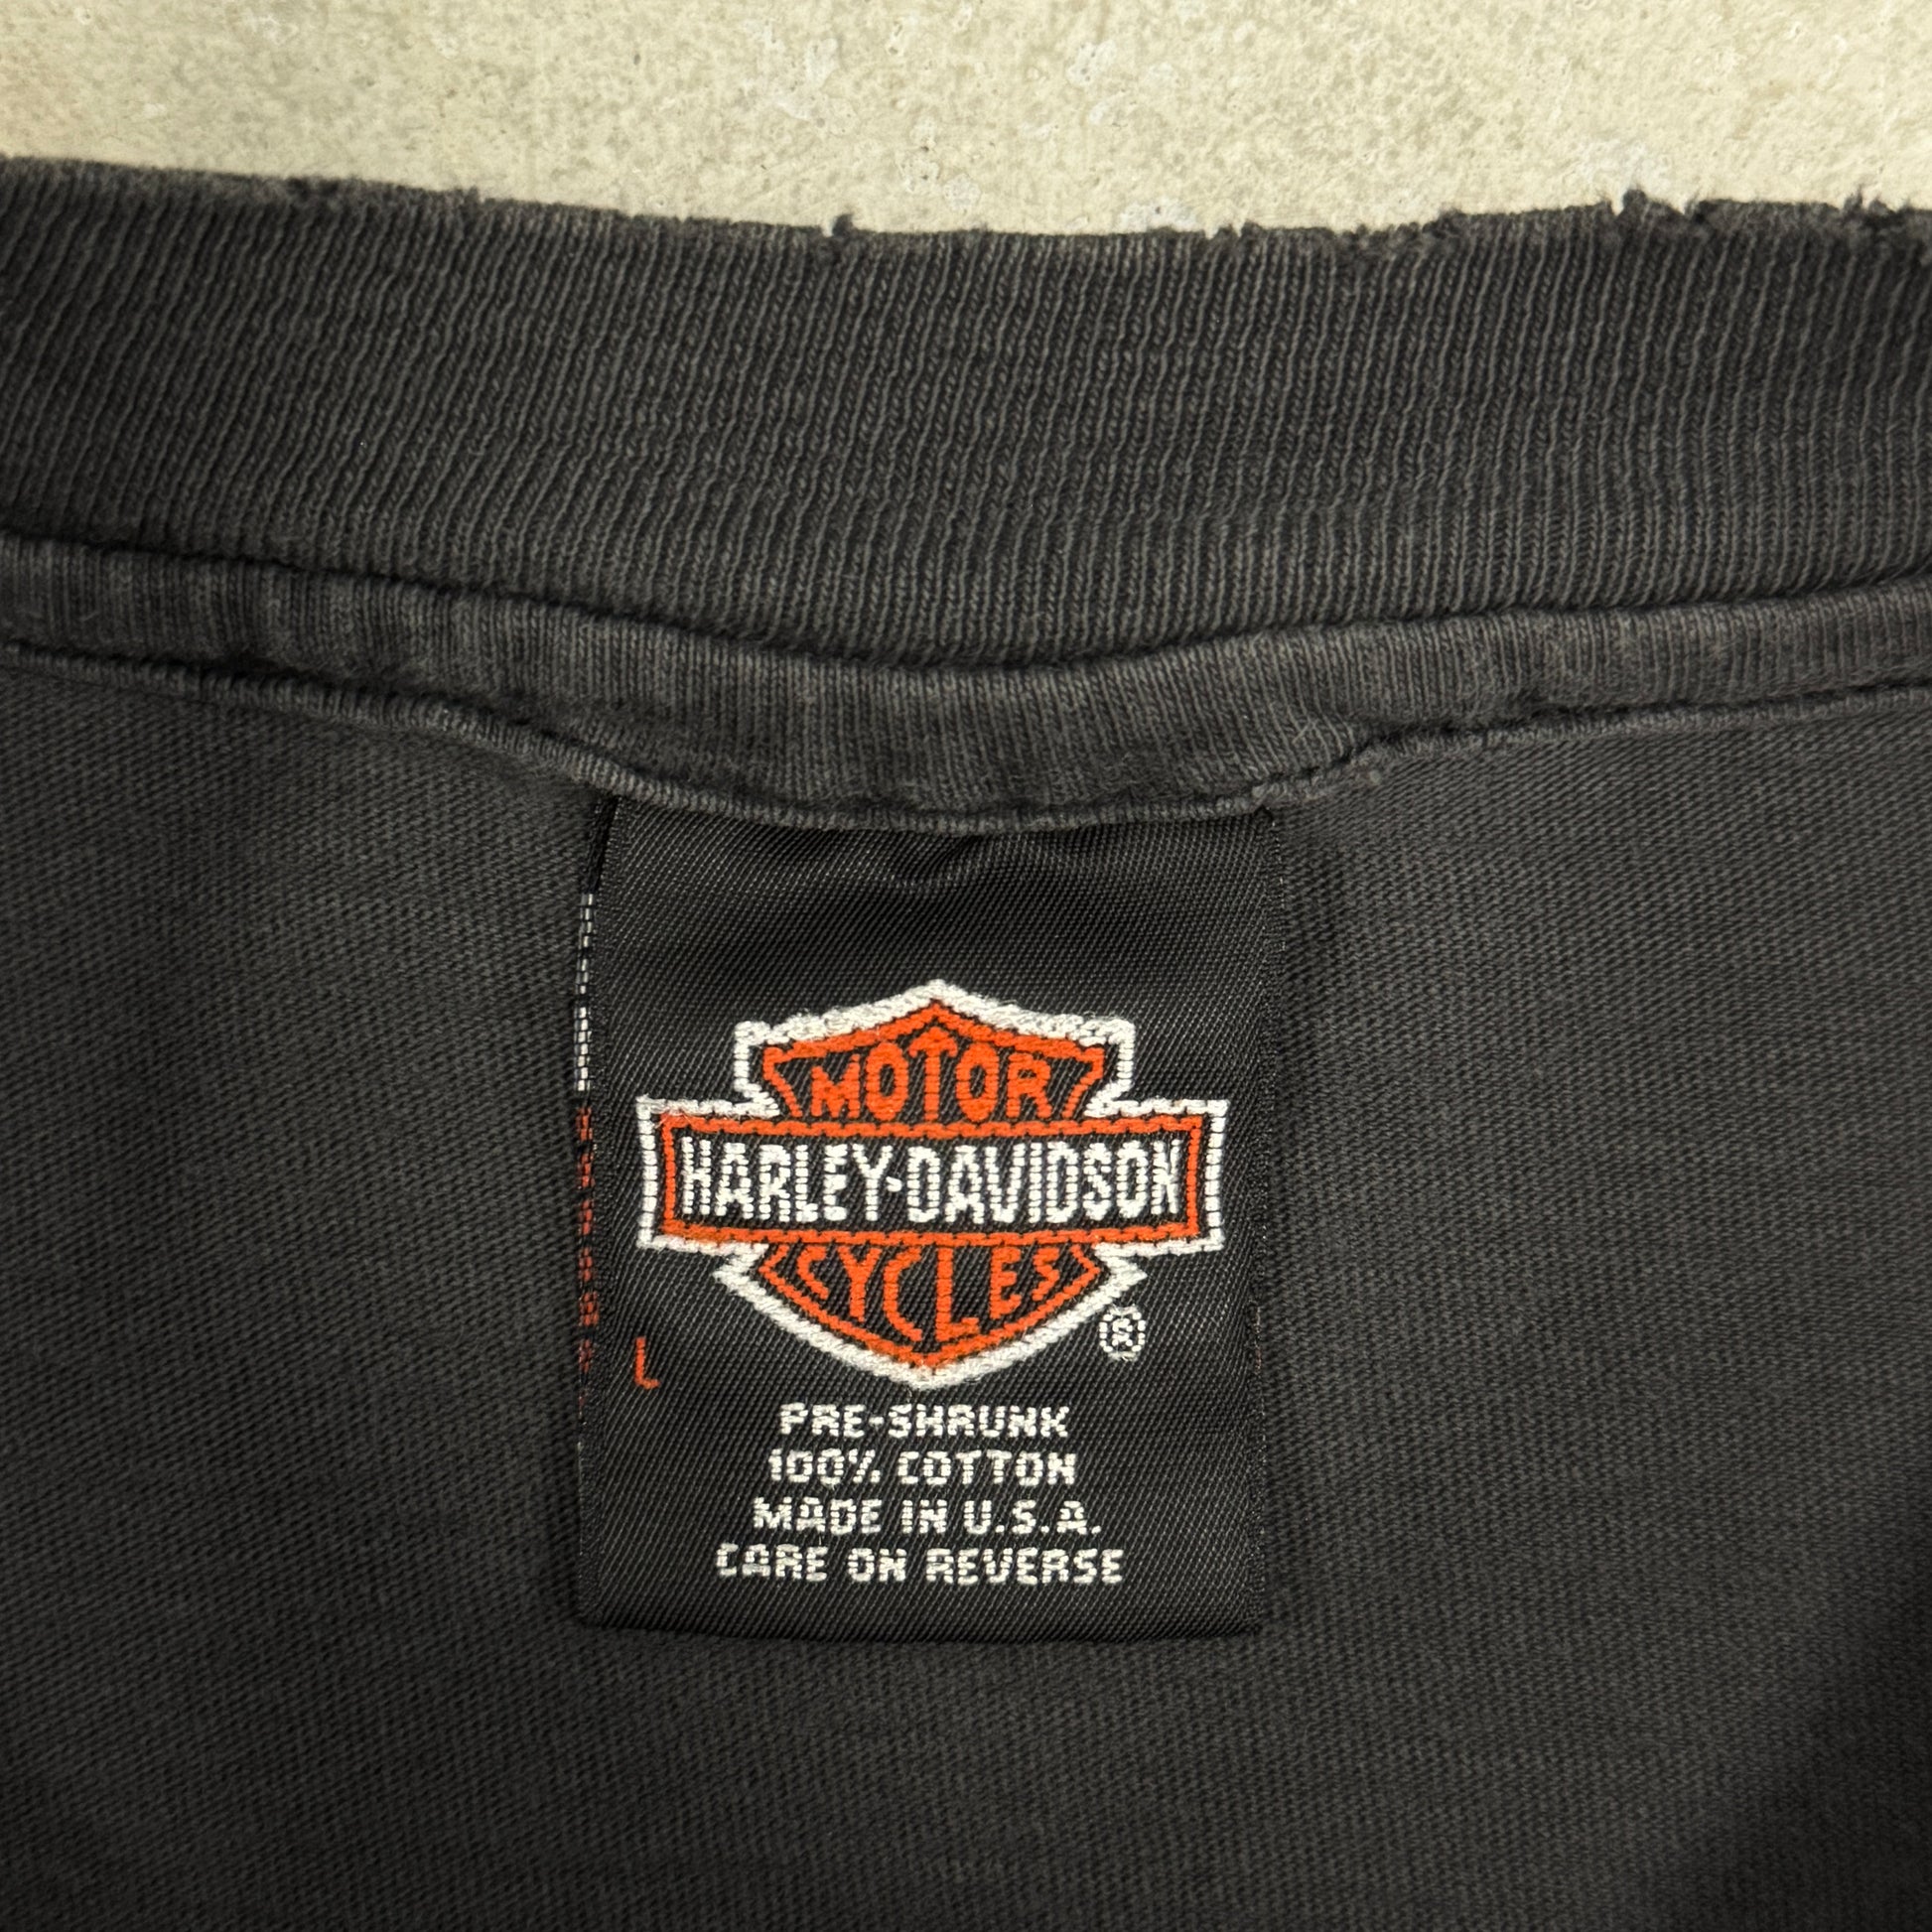 MOTOR
HARLEY-DAVIDSON
CYCLES
®
L
PRE-SHRUNK
100% COTTON
MADE IN U.S.A.
CARE ON REVERSE